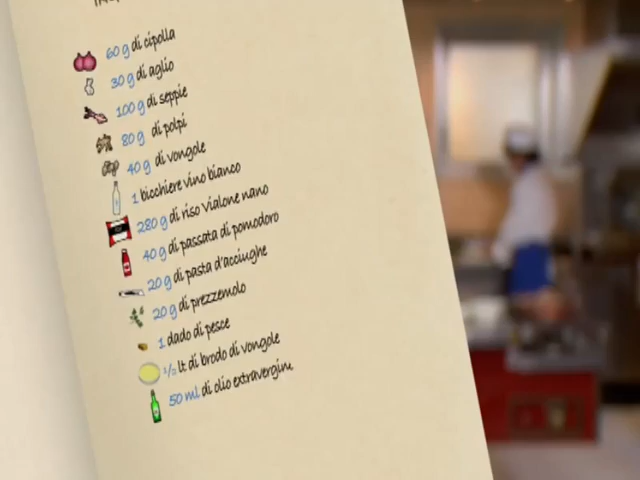 60 g di cipolla
30 g di aglio
100 g di seppie
80 g di polpi
40 g di vongole
1 bicchiere vino bianco
280 g di riso vialone nano
40 g di passata di pomodoro
20 g di pasta d'acciughe
20 g di prezzemolo
1 dado di pesce
½ lt di brodo di vongole
50 ml di olio extravergine